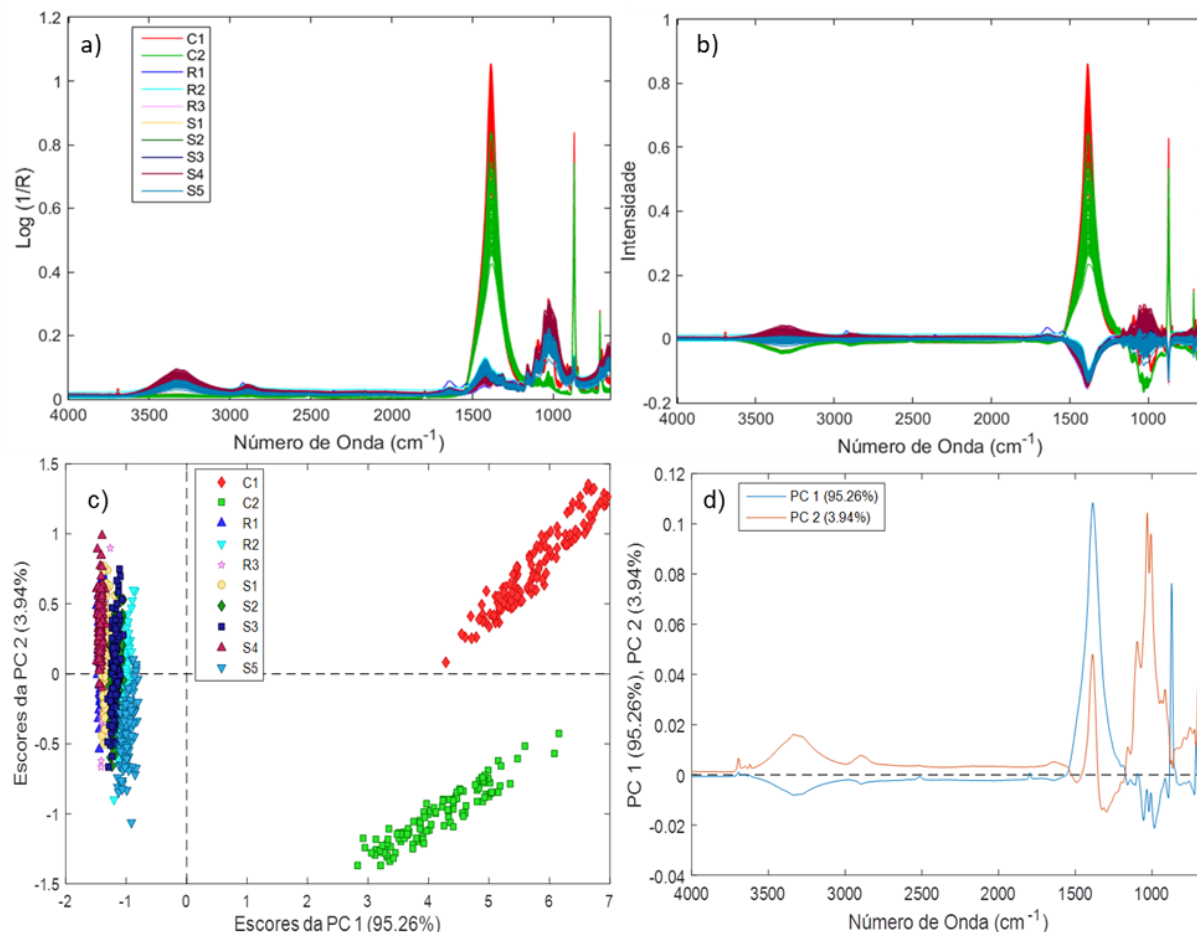 a)
1.2
1
0.8
0.6
0.4
0.2
0
Log (1/R)
C1
C2
R1
R2
R3
S1
S2
S3
S4
S5
4000 3500 3000 2500 2000 1500 1000
Número de Onda (cm-1)
b)
1
0.8
0.6
0.4
0.2
0
-0.2
Intensidade
4000 3500 3000 2500 2000 1500 1000
Número de Onda (cm-1)
c)
1.5
1
0.5
0
-0.5
-1
-1.5
Escores da PC 2 (3.94%)
C1
C2
R1
R2
R3
S1
S2
S3
S4
S5
-2 -1 0 1 2 3 4 5 6 7
Escores da PC 1 (95.26%)
d)
0.12
0.1
0.08
0.06
0.04
0.02
0
-0.02
-0.04
PC 1 (95.26%), PC 2 (3.94%)
PC 1 (95.26%)
PC 2 (3.94%)
4000 3500 3000 2500 2000 1500 1000
Número de Onda (cm-1)